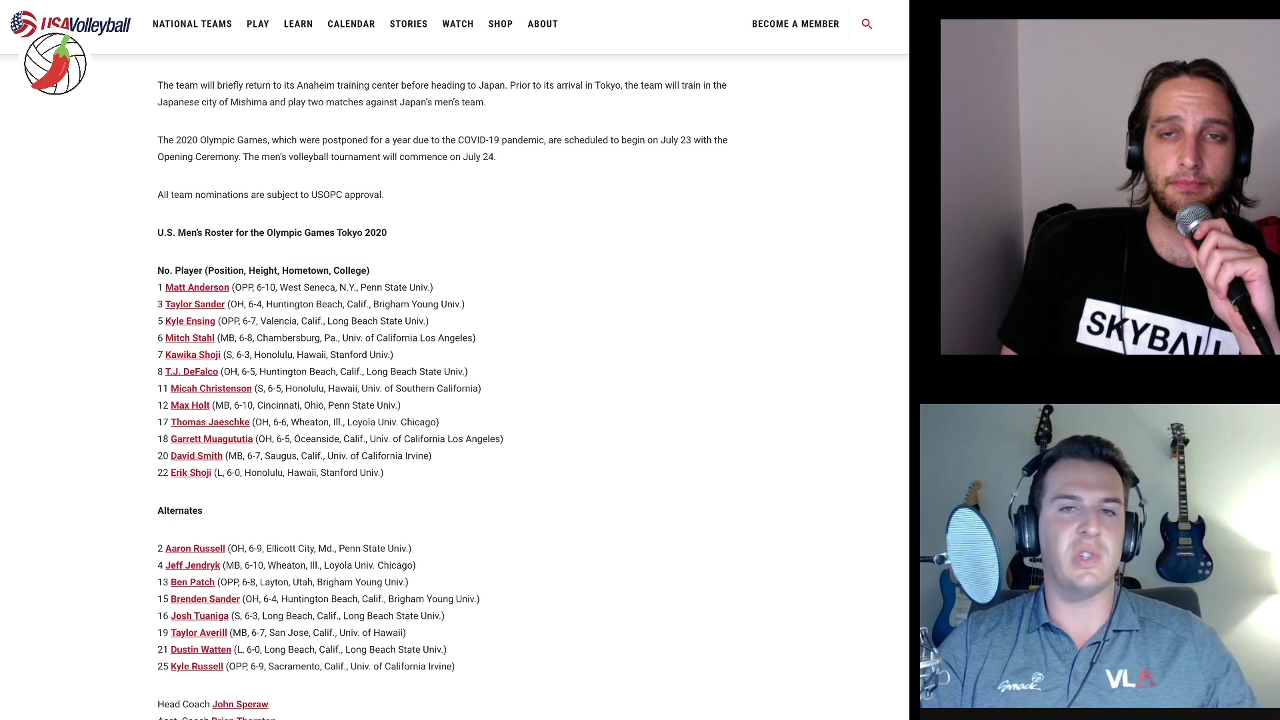 USAVolleyball
NATIONAL TEAMS PLAY LEARN CALENDAR STORIES WATCH SHOP ABOUT BECOME A MEMBER
The team will briefly return to its Anaheim training center before heading to Japan. Prior to its arrival in Tokyo, the team will train in the
Japanese city of Mishima and play two matches against Japan's men's team.
The 2020 Olympic Games, which were postponed for a year due to the COVID-19 pandemic, are scheduled to begin on July 23 with the
Opening Ceremony. The men's volleyball tournament will commence on July 24.
All team nominations are subject to USOPC approval.
U.S. Men's Roster for the Olympic Games Tokyo 2020
No. Player (Position, Height, Hometown, College)
1 Matt Anderson (OPP, 6-10, West Seneca, N.Y., Penn State Univ.)
3 Taylor Sander (OH, 6-4, Huntington Beach, Calif., Brigham Young Univ.)
5 Kyle Ensing (OPP, 6-7, Valencia, Calif., Long Beach State Univ.)
6 Mitch Stahl (MB, 6-8, Chambersburg, Pa., Univ. of California Los Angeles)
7 Kawika Shoji (S, 6-3, Honolulu, Hawaii, Stanford Univ.)
8 T.J. DeFalco (OH, 6-5, Huntington Beach, Calif., Long Beach State Univ.)
11 Micah Christenson (S, 6-5, Honolulu, Hawaii, Univ. of Southern California)
12 Max Holt (MB, 6-10, Cincinnati, Ohio, Penn State Univ.)
17 Thomas Jaeschke (OH, 6-6, Wheaton, Ill., Loyola Univ. Chicago)
18 Garrett Muagututia (OH, 6-5, Oceanside, Calif., Univ. of California Los Angeles)
20 David Smith (MB, 6-7, Saugus, Calif., Univ. of California Irvine)
22 Erik Shoji (L, 6-0, Honolulu, Hawaii, Stanford Univ.)
Alternates
2 Aaron Russell (OH, 6-9, Ellicott City, Md., Penn State Univ.)
4 Jeff Jendryk (MB, 6-10, Wheaton, Ill., Loyola Univ. Chicago)
13 Ben Patch (OPP, 6-8, Layton, Utah, Brigham Young Univ.)
15 Brenden Sander (OH, 6-4, Huntington Beach, Calif., Brigham Young Univ.)
16 Josh Tuaniga (S, 6-3, Long Beach, Calif., Long Beach State Univ.)
19 Taylor Averill (MB, 6-7, San Jose, Calif., Univ. of Hawaii)
21 Dustin Watten (L, 6-0, Long Beach, Calif., Long Beach State Univ.)
25 Kyle Russell (OPP, 6-9, Sacramento, Calif., Univ. of California Irvine)
Head Coach John Speraw
SKYBALL
VLA